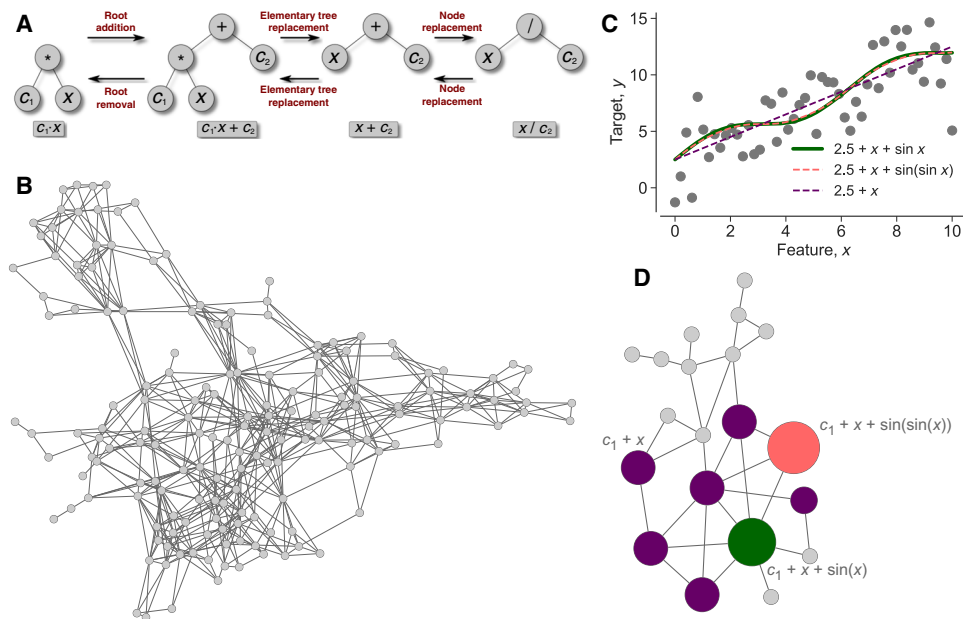 A
Root
addition
Elementary tree
replacement
Node
replacement
* C₁ X
+ * C₂ C₁ X
+ X C₂
/ X C₂
Root
removal
Elementary tree
replacement
Node
replacement
C₁·X
C₁·X + C₂
X + C₂
X / C₂
B
C
Target, y
15
10
5
0
2.5 + x + sin x
2.5 + x + sin(sin x)
2.5 + x
0 2 4 6 8 10
Feature, x
D
c₁ + x + sin(sin(x))
c₁ + x
c₁ + x + sin(x)